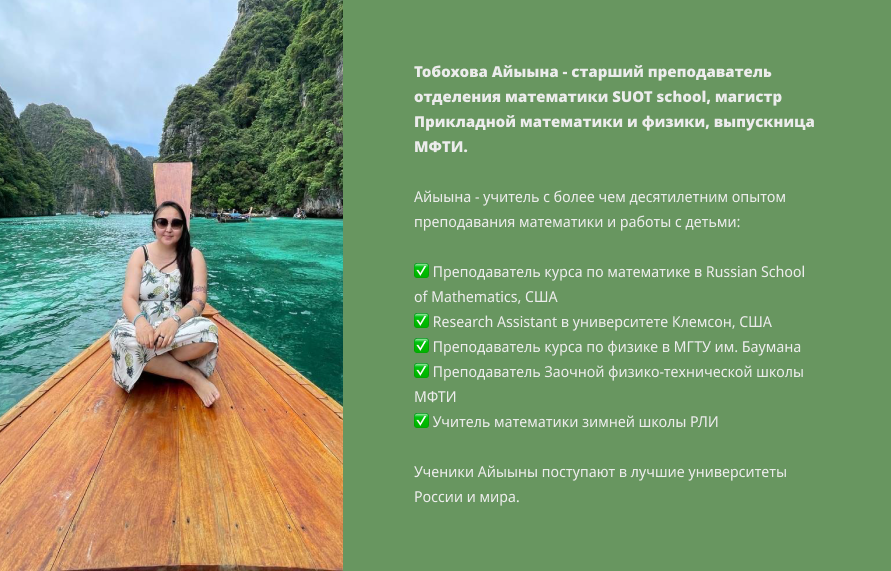 Тобохова Айыына - старший преподаватель
отделения математики SUOT school, магистр
Прикладной математики и физики, выпускница
МФТИ.
Айыына - учитель с более чем десятилетним опытом
преподавания математики и работы с детьми:
✅ Преподаватель курса по математике в Russian School
of Mathematics, США
✅ Research Assistant в университете Клемсон, США
✅ Преподаватель курса по физике в МГТУ им. Баумана
✅ Преподаватель Заочной физико-технической школы
МФТИ
✅ Учитель математики зимней школы РЛИ
Ученики Айыыны поступают в лучшие университеты
России и мира.